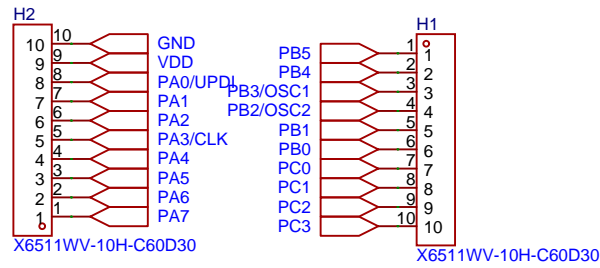 H2
10 10 GND
9 9 VDD
8 8 PA0/UPDI
7 7 PA1
6 6 PA2
5 5 PA3/CLK
4 4 PA4
3 3 PA5
2 2 PA6
1 1 PA7
X6511WV-10H-C60D30
H1
PB5 1 1
PB4 2 2
PB3/OSC1 3 3
PB2/OSC2 4 4
PB1 5 5
PB0 6 6
PC0 7 7
PC1 8 8
PC2 9 9
PC3 10 10
X6511WV-10H-C60D30